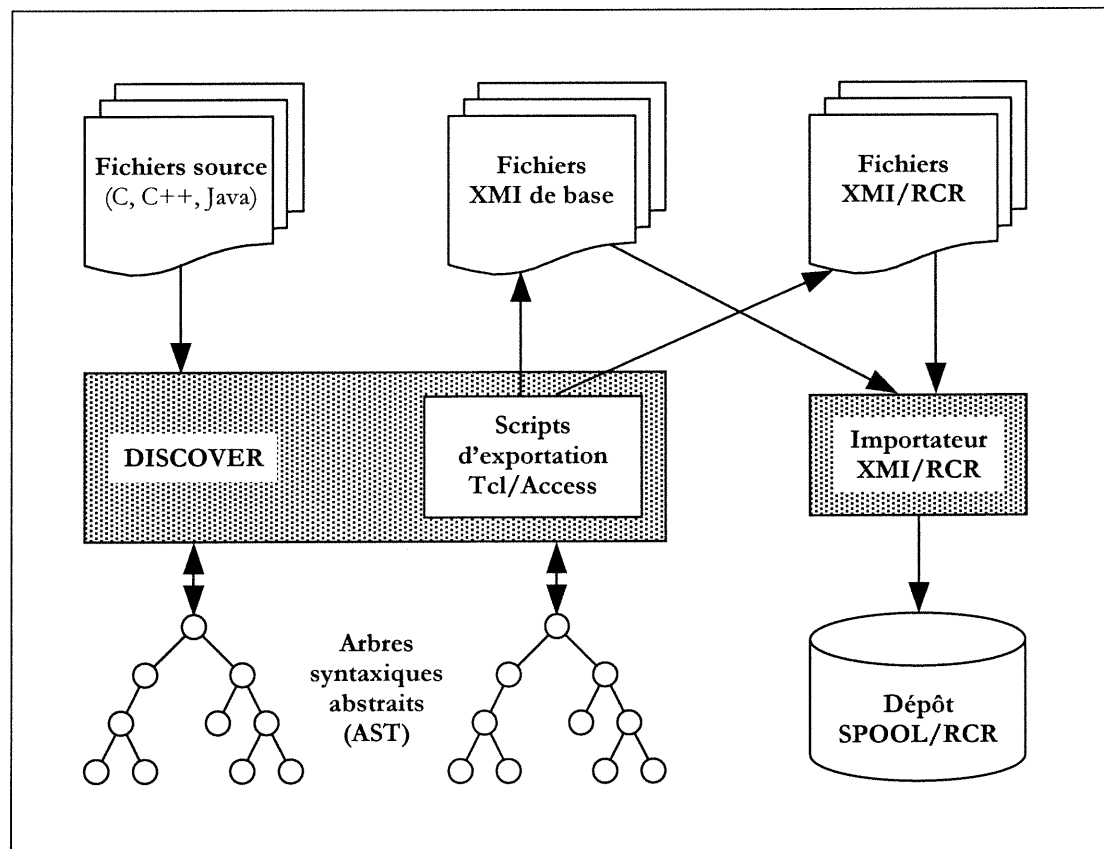 Fichiers source
(C, C++, Java)
Fichiers
XMI de base
Fichiers
XMI/RCR
DISCOVER
Scripts
d'exportation
Tcl/Access
Importateur
XMI/RCR
Arbres
syntaxiques
abstraits
(AST)
Dépôt
SPOOL/RCR